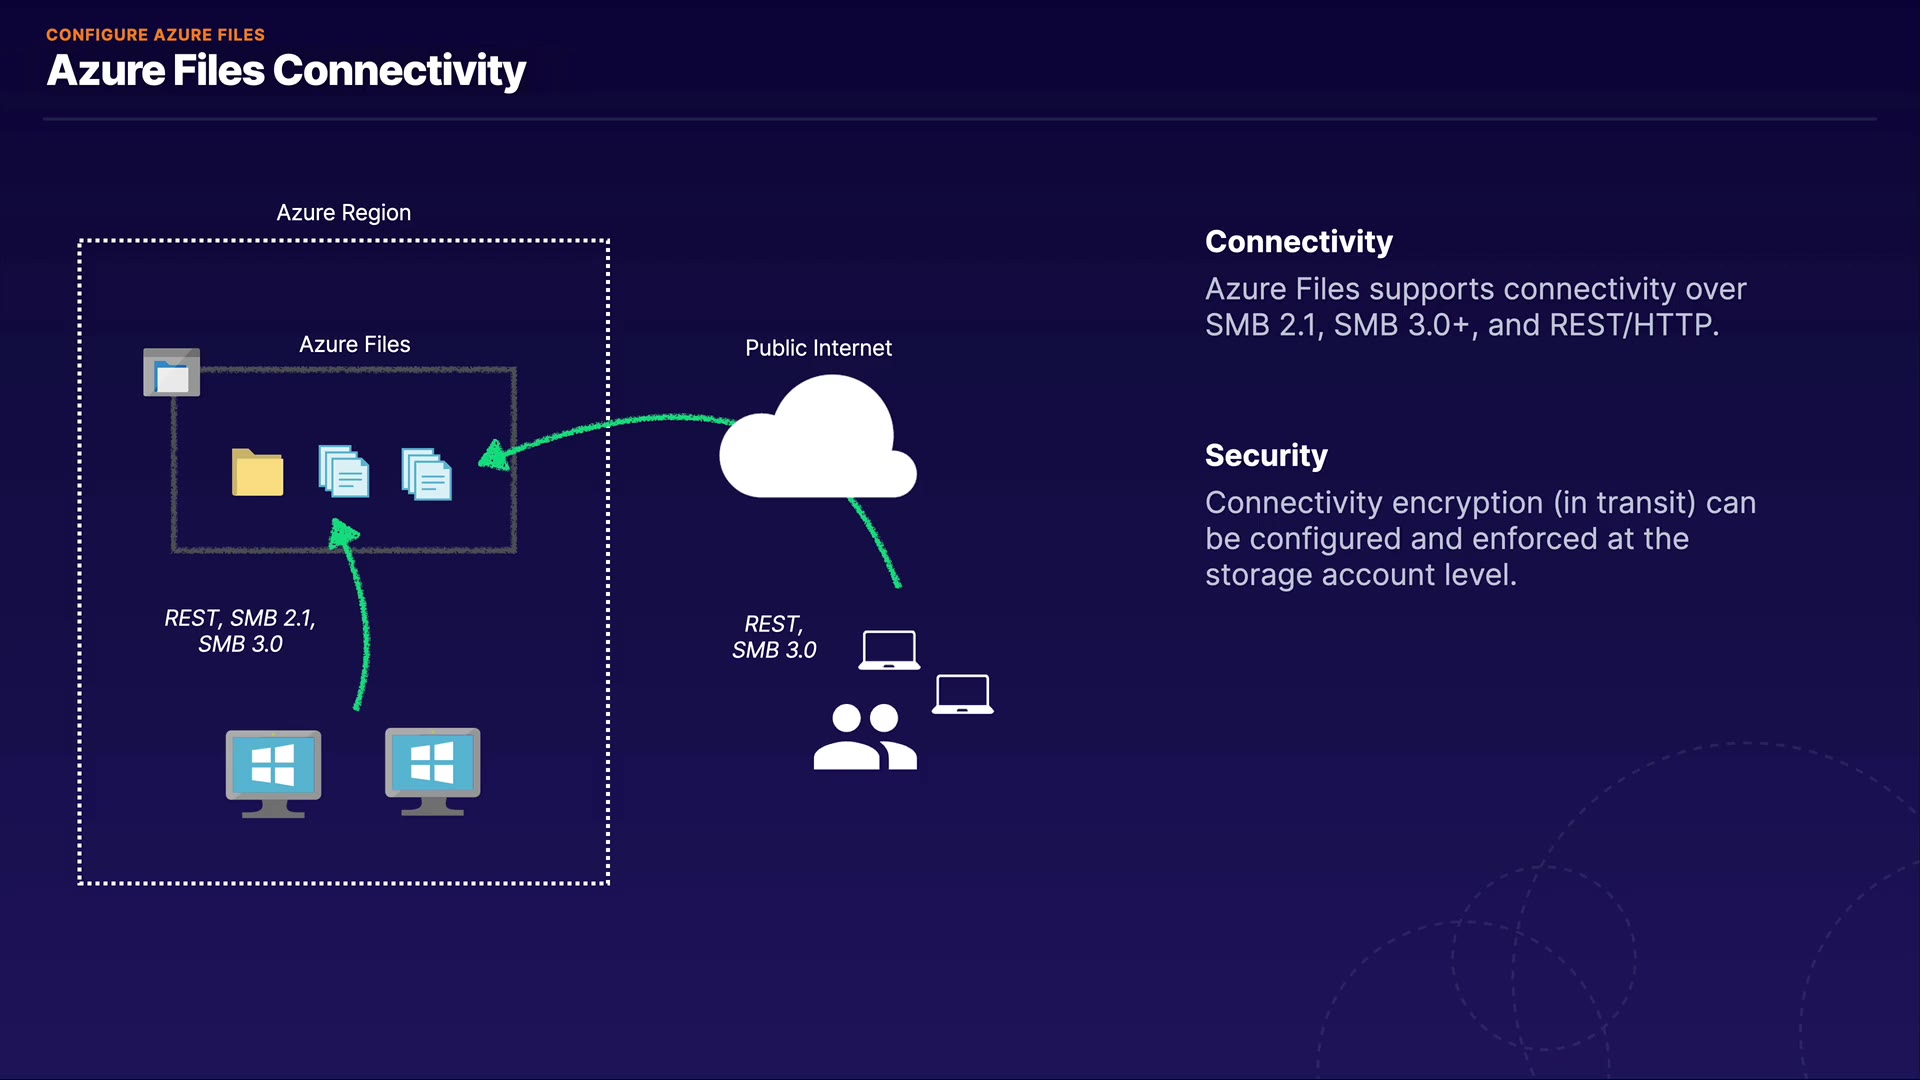 CONFIGURE AZURE FILES
Azure Files Connectivity
Azure Region
Azure Files
REST, SMB 2.1,
SMB 3.0
Public Internet
REST,
SMB 3.0
Connectivity
Azure Files supports connectivity over
SMB 2.1, SMB 3.0+, and REST/HTTP.
Security
Connectivity encryption (in transit) can
be configured and enforced at the
storage account level.